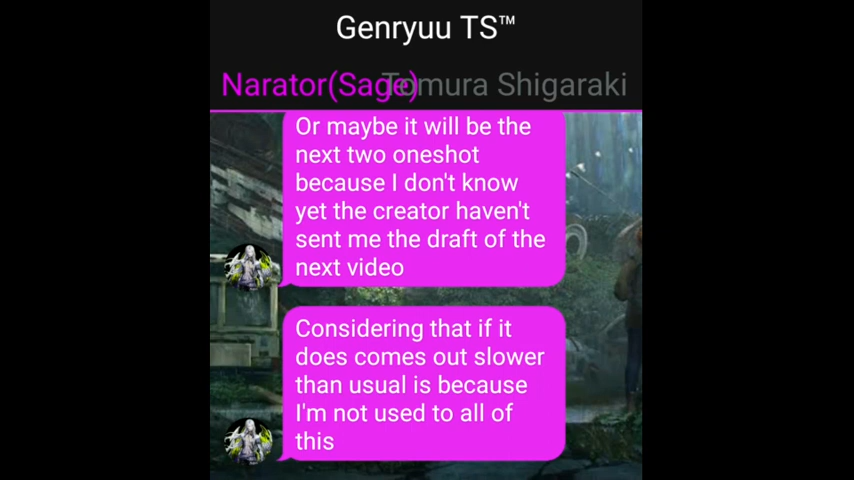 Genryuu TS™
Narator(Sage) Tomura Shigaraki
Or maybe it will be the
next two oneshot
because I don't know
yet the creator haven't
sent me the draft of the
next video
Considering that if it
does comes out slower
than usual is because
I'm not used to all of
this